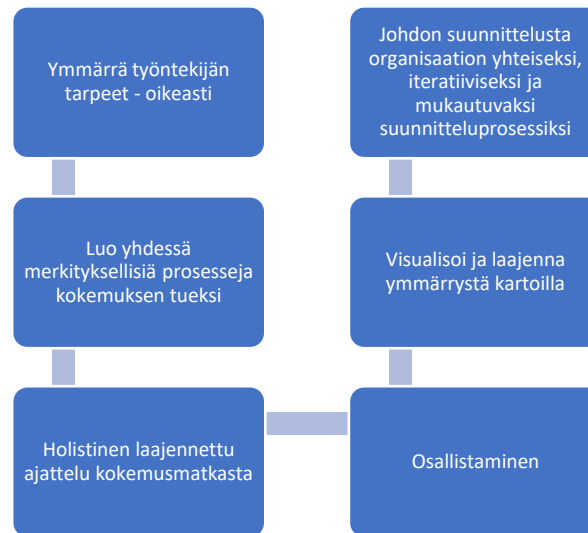 Ymmärrä työntekijän
tarpeet - oikeasti
Luo yhdessä
merkityksellisiä prosesseja
kokemuksen tueksi
Holistinen laajennettu
ajattelu kokemusmatkasta
Osallistaminen
Visualisoi ja laajenna
ymmärrystä kartoilla
Johdon suunnittelusta
organisaation yhteiseksi,
iteratiiviseksi ja
mukautuvaksi
suunnitteluprosessiksi